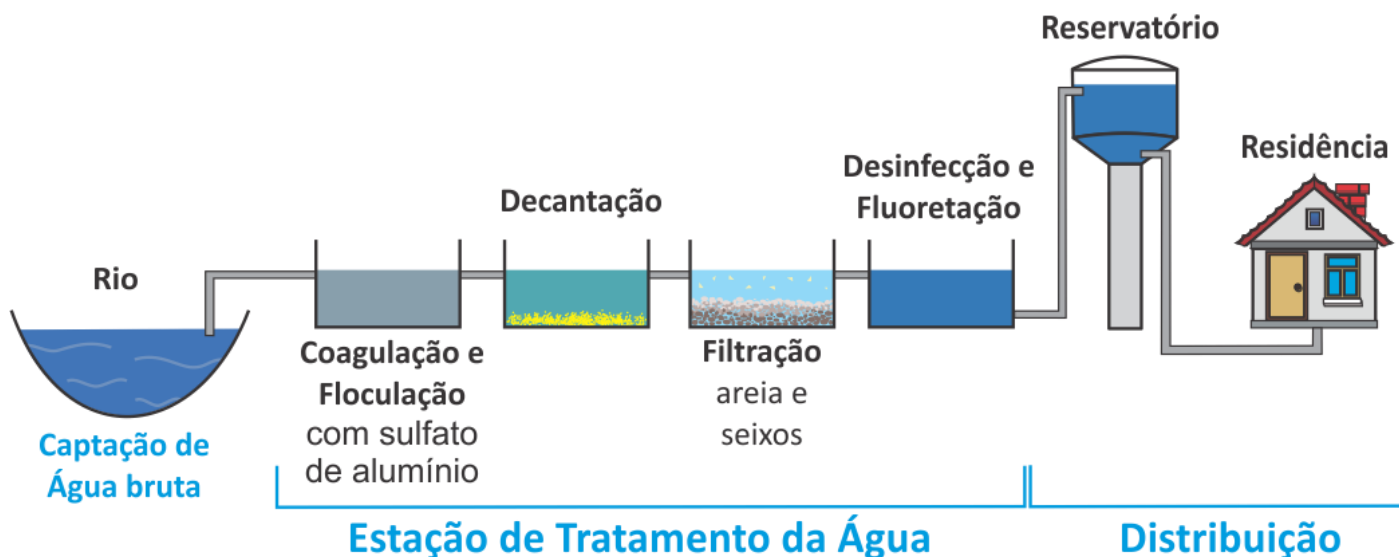 Rio
Captação de
Água bruta
Coagulação e
Floculação
com sulfato
de alumínio
Decantação
Filtração
areia e
seixos
Desinfecção e
Fluoretação
Reservatório
Residência
Estação de Tratamento da Água
Distribuição